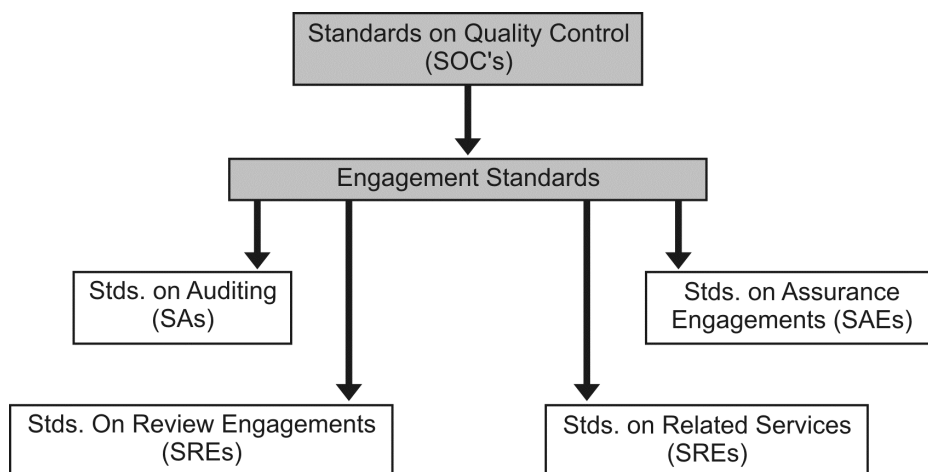 Standards on Quality Control
(SOC's)
Engagement Standards
Stds. on Auditing
(SAs)
Stds. on Assurance
Engagements (SAEs)
Stds. On Review Engagements
(SREs)
Stds. on Related Services
(SREs)